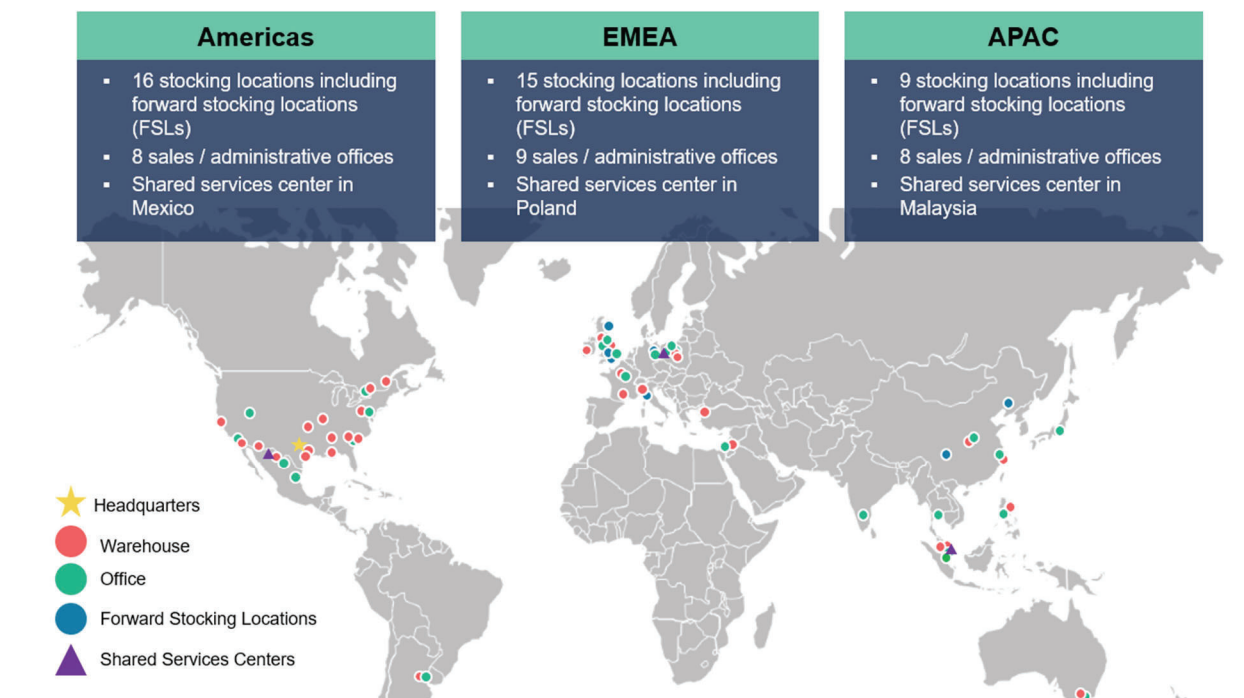 Americas
▪ 16 stocking locations including
forward stocking locations
(FSLs)
▪ 8 sales / administrative offices
▪ Shared services center in
Mexico
EMEA
▪ 15 stocking locations including
forward stocking locations
(FSLs)
▪ 9 sales / administrative offices
▪ Shared services center in
Poland
APAC
▪ 9 stocking locations including
forward stocking locations
(FSLs)
▪ 8 sales / administrative offices
▪ Shared services center in
Malaysia
Headquarters
Warehouse
Office
Forward Stocking Locations
Shared Services Centers